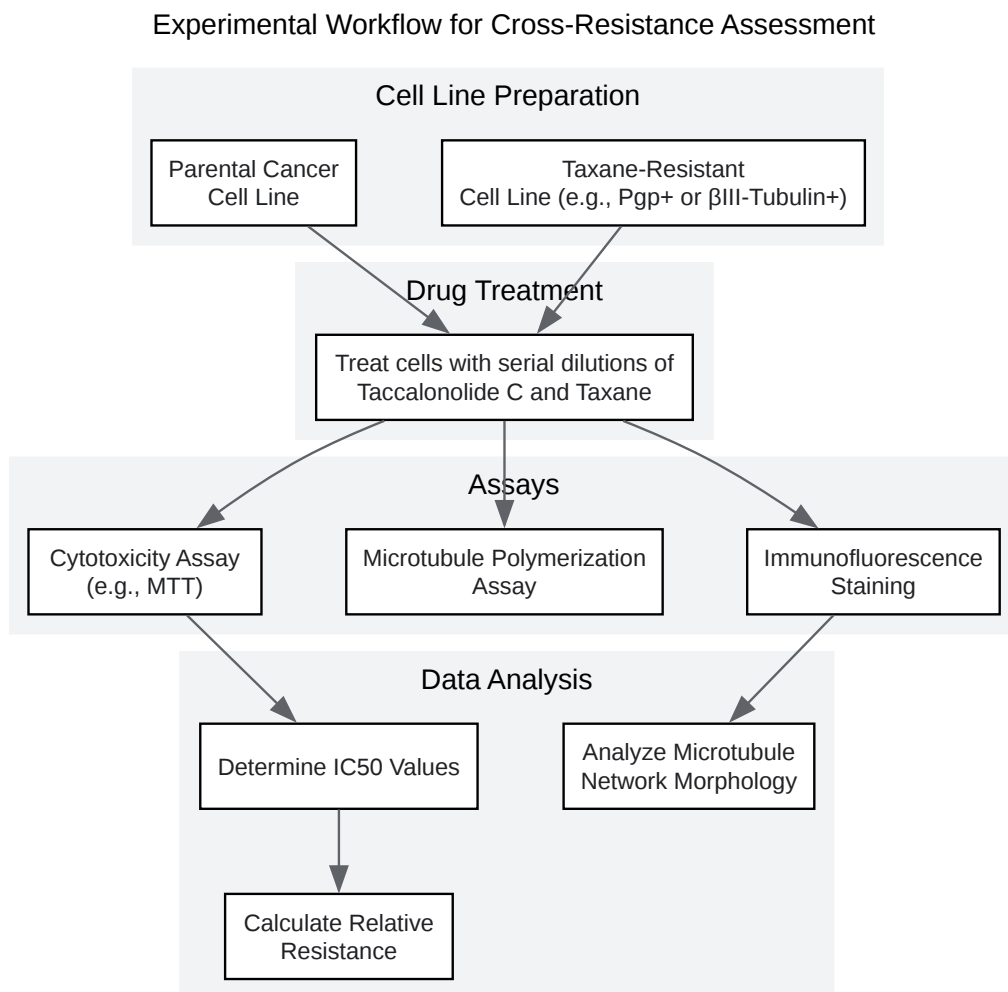 Experimental Workflow for Cross-Resistance Assessment
Cell Line Preparation
Parental Cancer
Cell Line
Taxane-Resistant
Cell Line (e.g., Pgp+ or βIII-Tubulin+)
Drug Treatment
Treat cells with serial dilutions of
Taccalonolide C and Taxane
Assays
Cytotoxicity Assay
(e.g., MTT)
Microtubule Polymerization
Assay
Immunofluorescence
Staining
Data Analysis
Determine IC50 Values
Analyze Microtubule
Network Morphology
Calculate Relative
Resistance